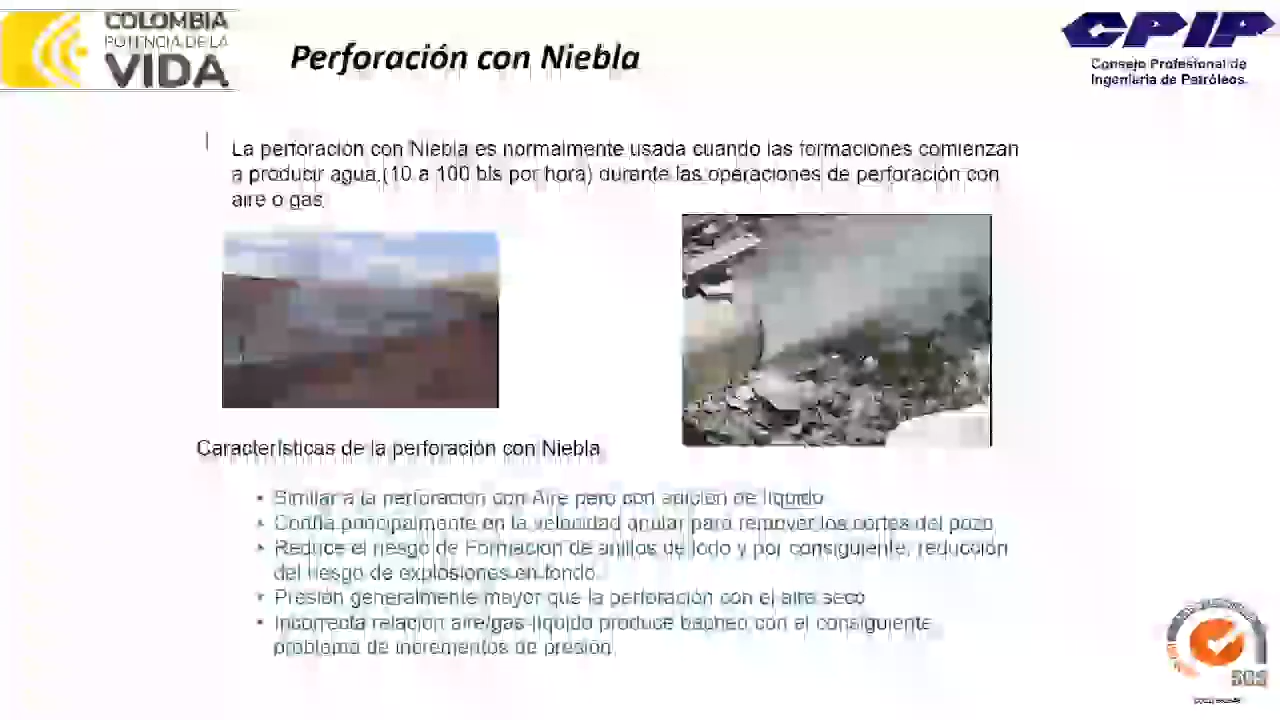 COLOMBIA
POTENCIA DE LA
VIDA
Perforación con Niebla
CPIP
Consejo Profesional de
Ingeniería de Petróleos
La perforación con Niebla es normalmente usada cuando las formaciones comienzan
a producir agua,(10 a 100 bls por hora) durante las operaciones de perforación con
aire o gas
Características de la perforación con Niebla
• Similar a la perforación con Aire pero con adición de líquido
• Confía principalmente en la velocidad anular para remover los cortes del pozo
• Reduce el riesgo de Formación de anillos de lodo y por consiguiente, reducción
del riesgo de explosiones en fondo.
• Presión generalmente mayor que la perforación con el aire seco
• Incorrecta relación aire/gas-líquido produce bacheo con el consiguiente
problema de incrementos de presión.